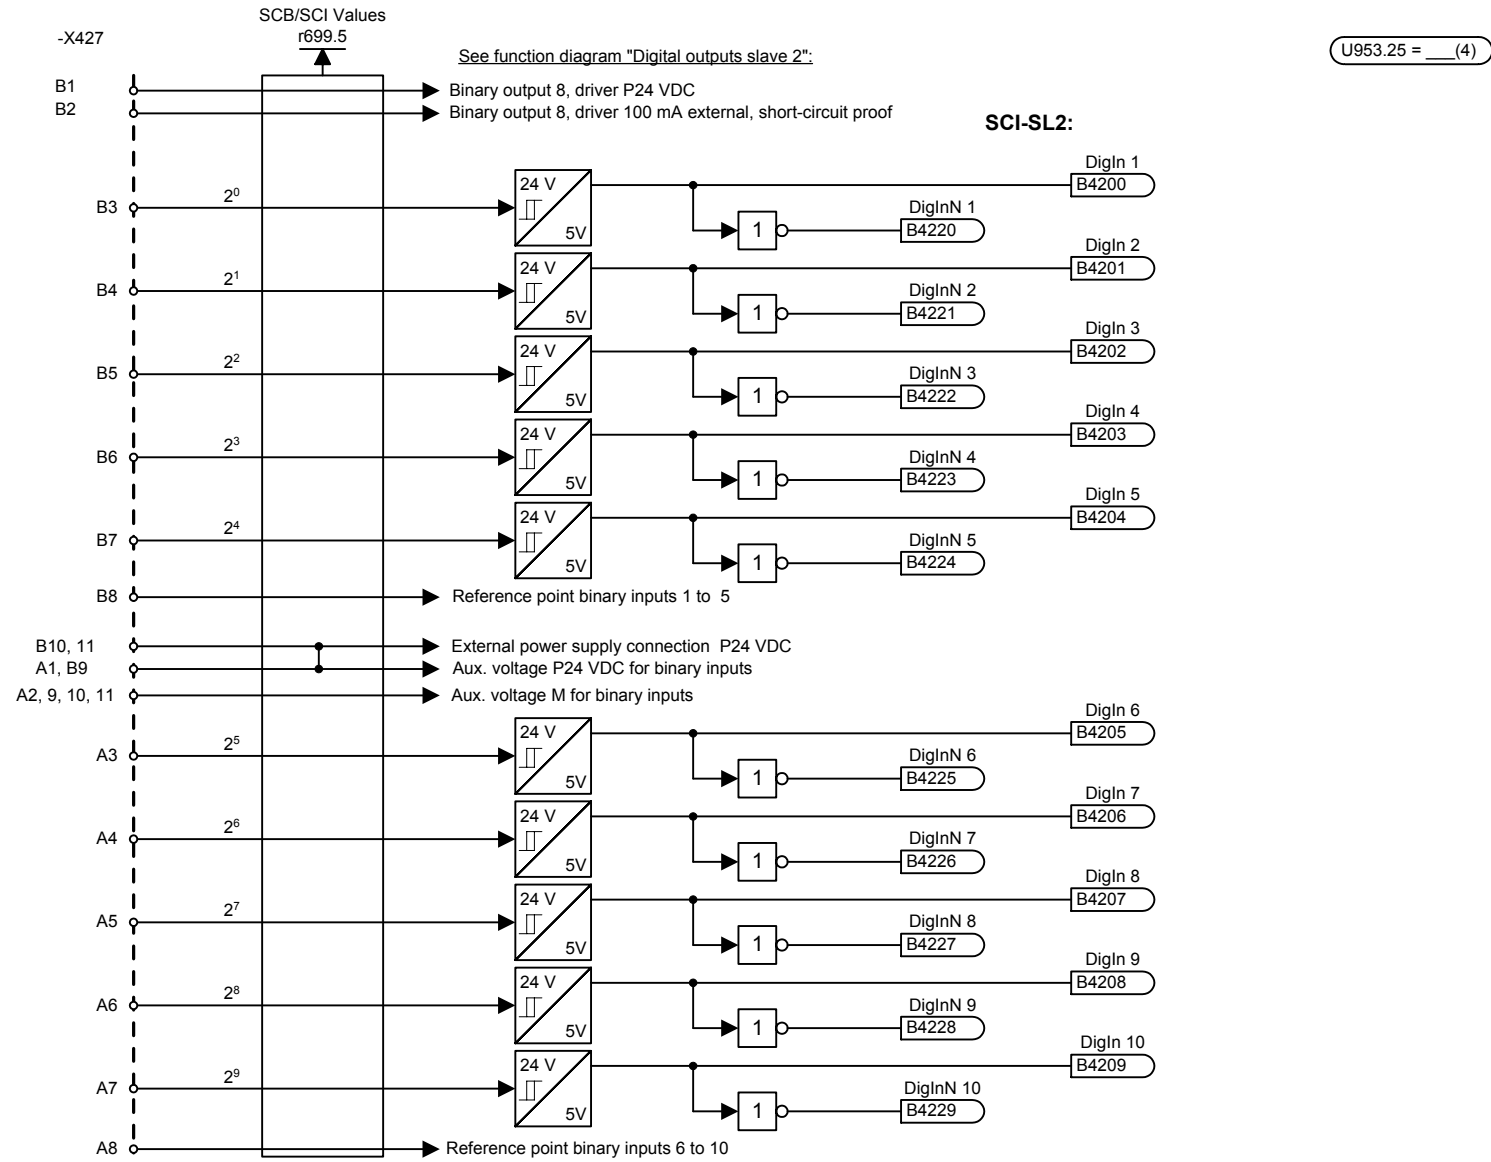 SCB/SCI Values
-X427
r699.5
See function diagram "Digital outputs slave 2":
U953.25 = ___(4)
B1
Binary output 8, driver P24 VDC
B2
Binary output 8, driver 100 mA external, short-circuit proof
SCI-SL2:
DigIn 1
24 V
B4200
B3
2⁰
DigInN 1
5V
1
B4220
DigIn 2
24 V
B4201
B4
2¹
DigInN 2
5V
1
B4221
DigIn 3
24 V
B4202
B5
2²
DigInN 3
5V
1
B4222
DigIn 4
24 V
B4203
B6
2³
DigInN 4
5V
1
B4223
DigIn 5
24 V
B4204
B7
2⁴
DigInN 5
5V
1
B4224
B8
Reference point binary inputs 1 to 5
B10, 11
External power supply connection P24 VDC
A1, B9
Aux. voltage P24 VDC for binary inputs
A2, 9, 10, 11
Aux. voltage M for binary inputs
DigIn 6
24 V
B4205
A3
2⁵
DigInN 6
5V
1
B4225
DigIn 7
24 V
B4206
A4
2⁶
DigInN 7
5V
1
B4226
DigIn 8
24 V
B4207
A5
2⁷
DigInN 8
5V
1
B4227
DigIn 9
24 V
B4208
A6
2⁸
DigInN 9
5V
1
B4228
DigIn 10
24 V
B4209
A7
2⁹
DigInN 10
5V
1
B4229
A8
Reference point binary inputs 6 to 10